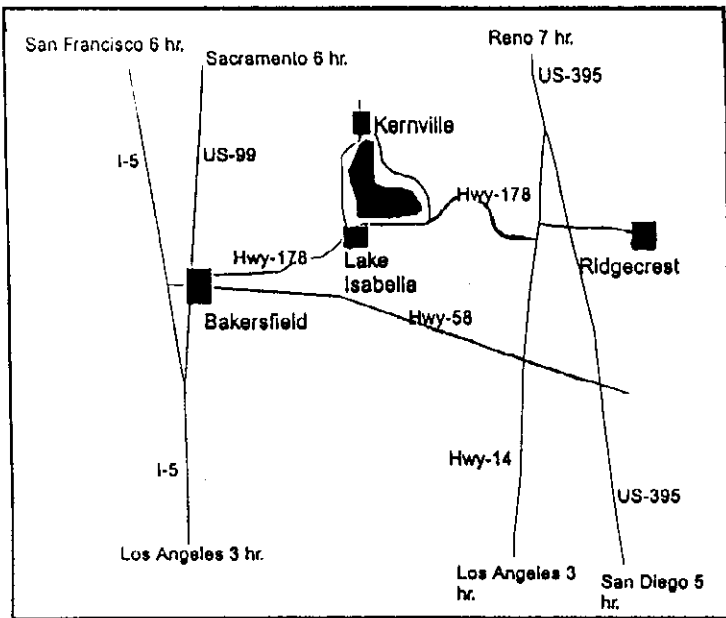 San Francisco 6 hr.
Sacramento 6 hr.
Reno 7 hr.
US-395
Kernville
I-5
US-99
Hwy-178
Hwy-178
Lake
Isabella
Ridgecrest
Bakersfield
Hwy-58
I-5
Hwy-14
US-395
Los Angeles 3 hr.
Los Angeles 3
hr.
San Diego 5
hr.